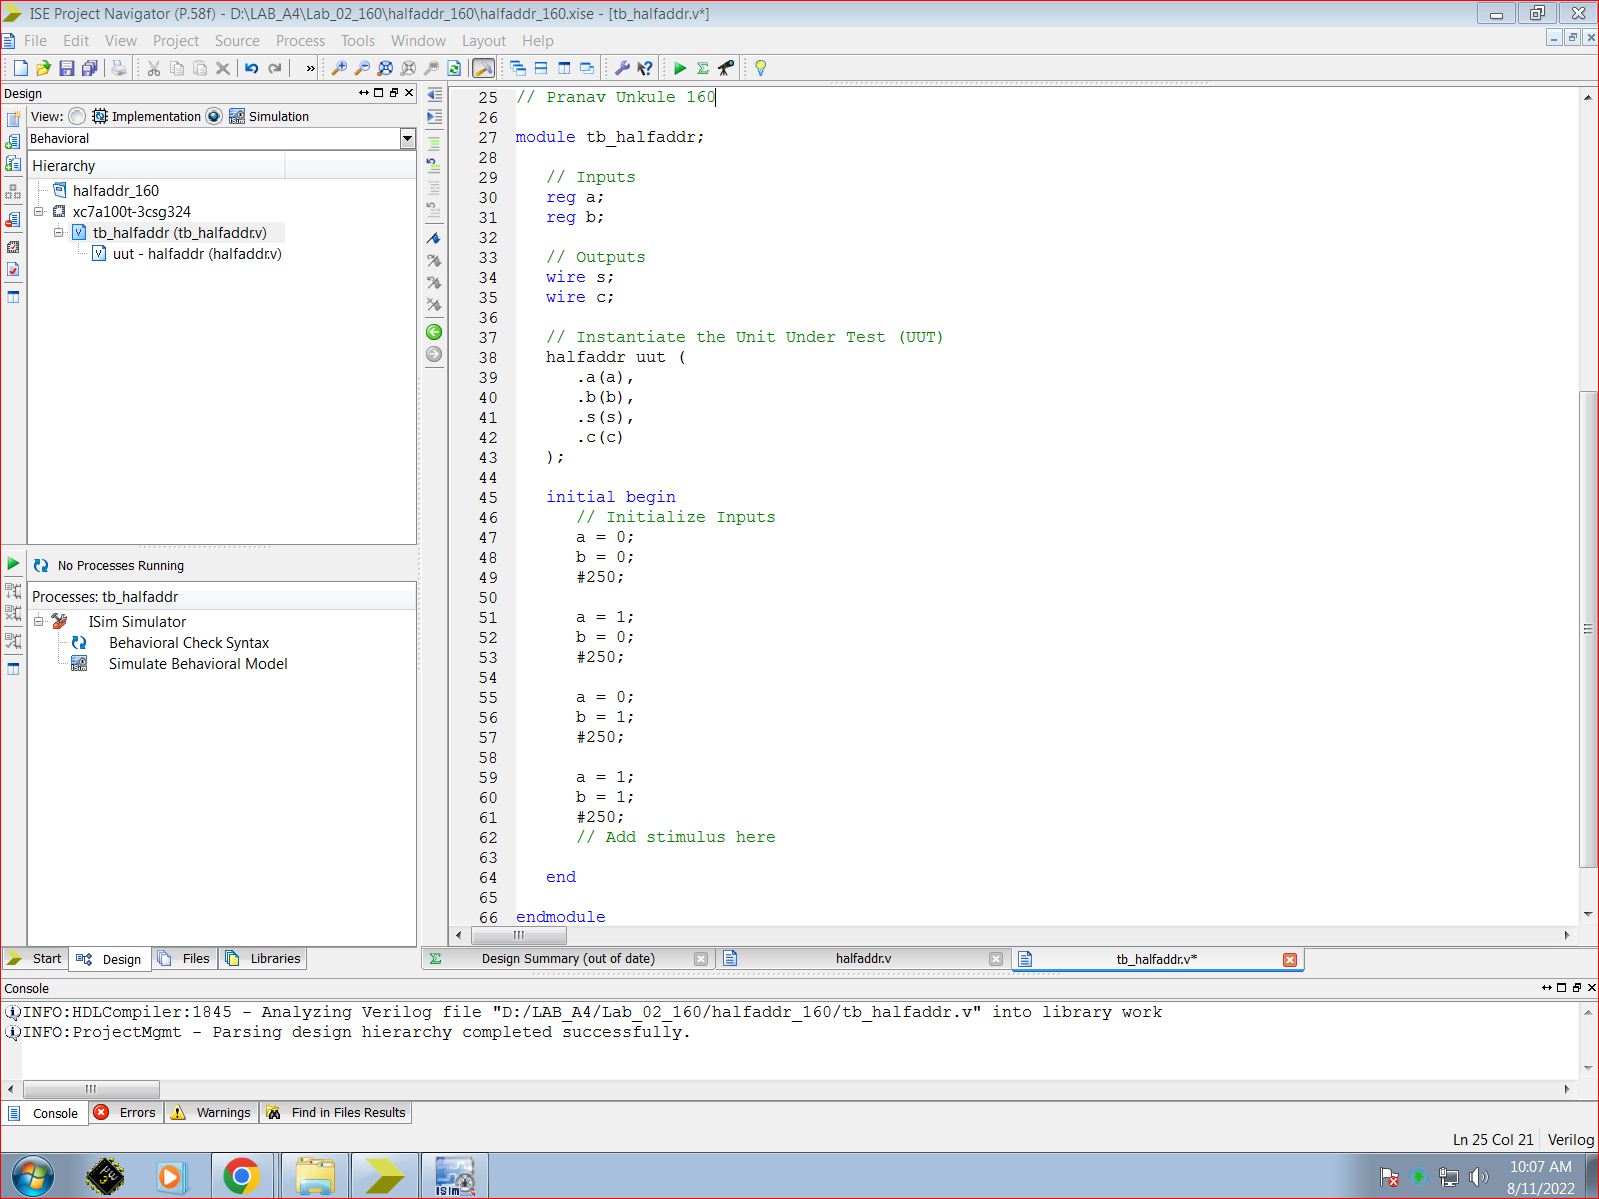 ISE Project Navigator (P.58f) - D:\LAB_A4\Lab_02_160\halfaddr_160\halfaddr_160.xise - [tb_halfaddr.v*]
File Edit View Project Source Process Tools Window Layout Help
»
Design
View: Implementation Simulation
Behavioral
Hierarchy
halfaddr_160
xc7a100t-3csg324
tb_halfaddr (tb_halfaddr.v)
uut - halfaddr (halfaddr.v)
No Processes Running
Processes: tb_halfaddr
ISim Simulator
Behavioral Check Syntax
Simulate Behavioral Model
Start Design Files Libraries
25 // Pranav Unkule 160
26
27 module tb_halfaddr;
28
29 // Inputs
30 reg a;
31 reg b;
32
33 // Outputs
34 wire s;
35 wire c;
36
37 // Instantiate the Unit Under Test (UUT)
38 halfaddr uut (
39 .a(a),
40 .b(b),
41 .s(s),
42 .c(c)
43 );
44
45 initial begin
46 // Initialize Inputs
47 a = 0;
48 b = 0;
49 #250;
50
51 a = 1;
52 b = 0;
53 #250;
54
55 a = 0;
56 b = 1;
57 #250;
58
59 a = 1;
60 b = 1;
61 #250;
62 // Add stimulus here
63
64 end
65
66 endmodule
Design Summary (out of date) halfaddr.v tb_halfaddr.v*
Console
INFO:HDLCompiler:1845 - Analyzing Verilog file "D:/LAB_A4/Lab_02_160/halfaddr_160/tb_halfaddr.v" into library work
INFO:ProjectMgmt - Parsing design hierarchy completed successfully.
Console Errors Warnings Find in Files Results
Ln 25 Col 21 Verilog
ISim
10:07 AM
8/11/2022